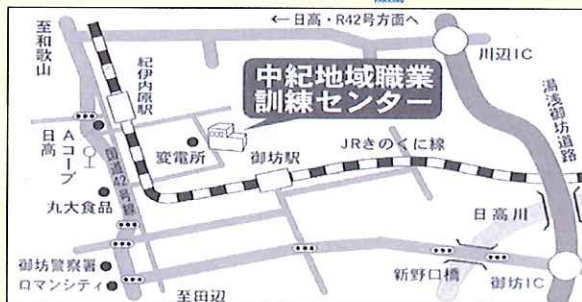 PARKING
←日高・R42号方面へ
至和歌山
紀伊内原駅
川辺IC
中紀地域職業
訓練センター
湯浅御坊道路
Aコープ
日高
国道42号線
変電所
御坊駅
JRきのくに線
丸大食品
日高川
御坊警察署
ロマンシティ
至田辺
新野口橋
御坊IC